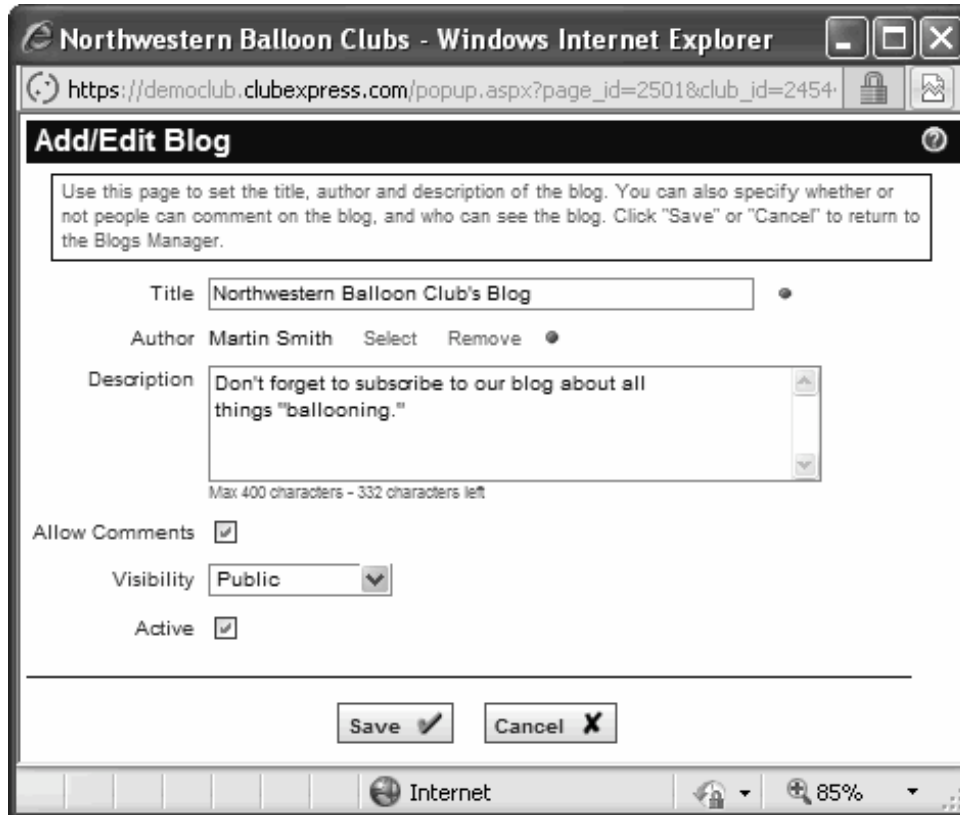 Northwestern Balloon Clubs - Windows Internet Explorer
https://democlub.clubexpress.com/popup.aspx?page_id=2501&club_id=2454
Add/Edit Blog
Use this page to set the title, author and description of the blog. You can also specify whether or
not people can comment on the blog, and who can see the blog. Click "Save" or "Cancel" to return to
the Blogs Manager.
Title Northwestern Balloon Club's Blog
Author Martin Smith Select Remove
Description Don't forget to subscribe to our blog about all
things "ballooning."
Max 400 characters - 332 characters left
Allow Comments
Visibility Public
Active
Save Cancel
Internet 85%